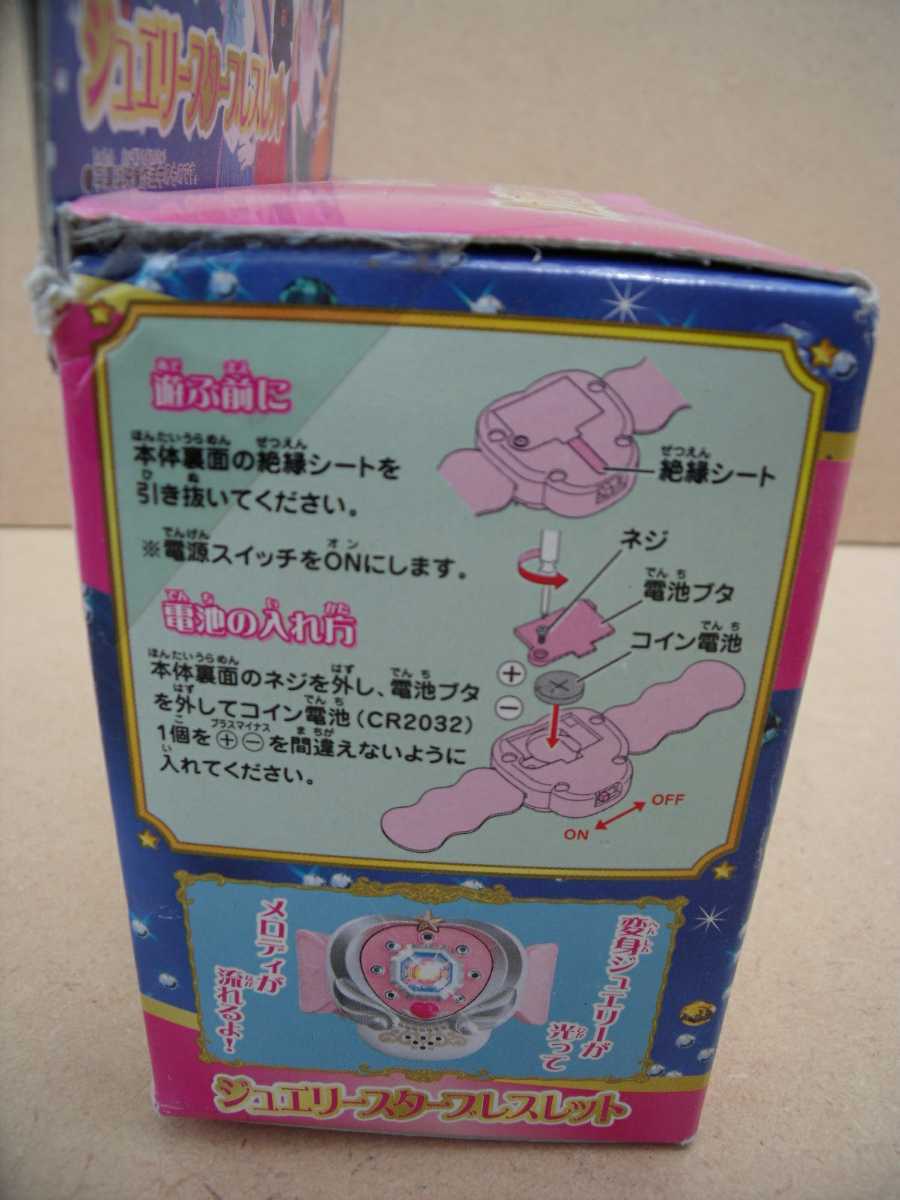 ジュエリースターブレスレット
遊ぶ前に
本体裏面の絶縁シートを
引き抜いてください。
※電源スイッチをONにします。
絶縁シート
ネジ
電池ブタ
コイン電池
⊕
⊖
電池の入れ方
本体裏面のネジを外し、電池ブタ
を外してコイン電池(CR2032)
1個を⊕⊖を間違えないように
入れてください。
ON
OFF
変身ジュエリーが
光って
メロディが
流れるよ!
ジュエリースターブレスレット